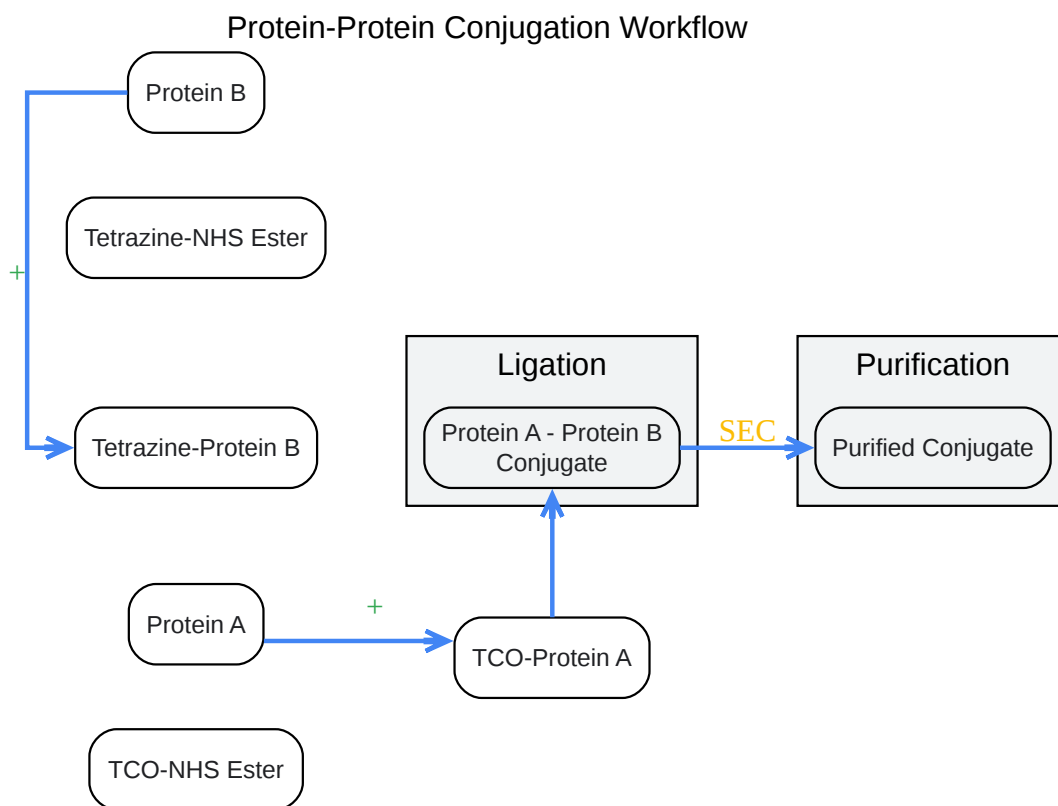 Protein-Protein Conjugation Workflow
Protein B
Tetrazine-NHS Ester
+
Tetrazine-Protein B
Ligation
Protein A - Protein B
Conjugate
SEC
Purification
Purified Conjugate
Protein A
+
TCO-Protein A
TCO-NHS Ester